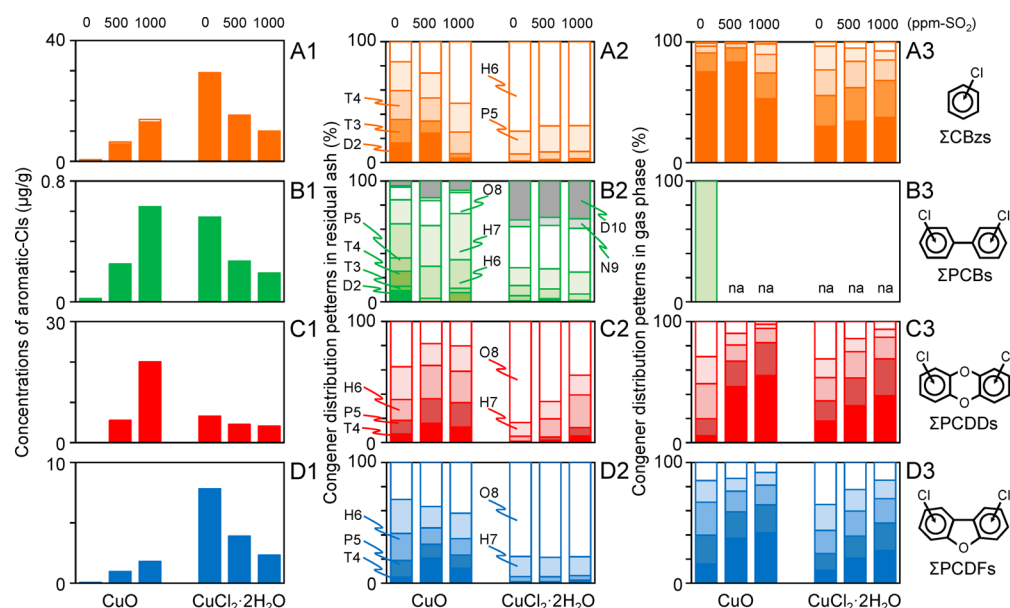 0 500 1000 0 500 1000
0 500 1000 0 500 1000
0 500 1000 0 500 1000 (ppm-SO₂)
Concentrations of aromatic-Cls (μg/g)
Congener distribution patterns in residual ash (%)
Congener distribution patterns in gas phase (%)
40
0
A1
100
0
A2
T4
T3
D2
H6
P5
100
0
A3
Cl
ΣCBzs
0.8
0
B1
100
0
B2
P5
T4
T3
D2
O8
H7
H6
D10
N9
100
0
B3
na na na na na
Cl
Cl
ΣPCBs
30
0
C1
100
0
C2
H6
P5
T4
O8
H7
100
0
C3
Cl
Cl
O
O
ΣPCDDs
10
0
D1
100
0
D2
H6
P5
T4
O8
H7
100
0
D3
Cl
Cl
O
ΣPCDFs
CuO CuCl₂·2H₂O
CuO CuCl₂·2H₂O
CuO CuCl₂·2H₂O